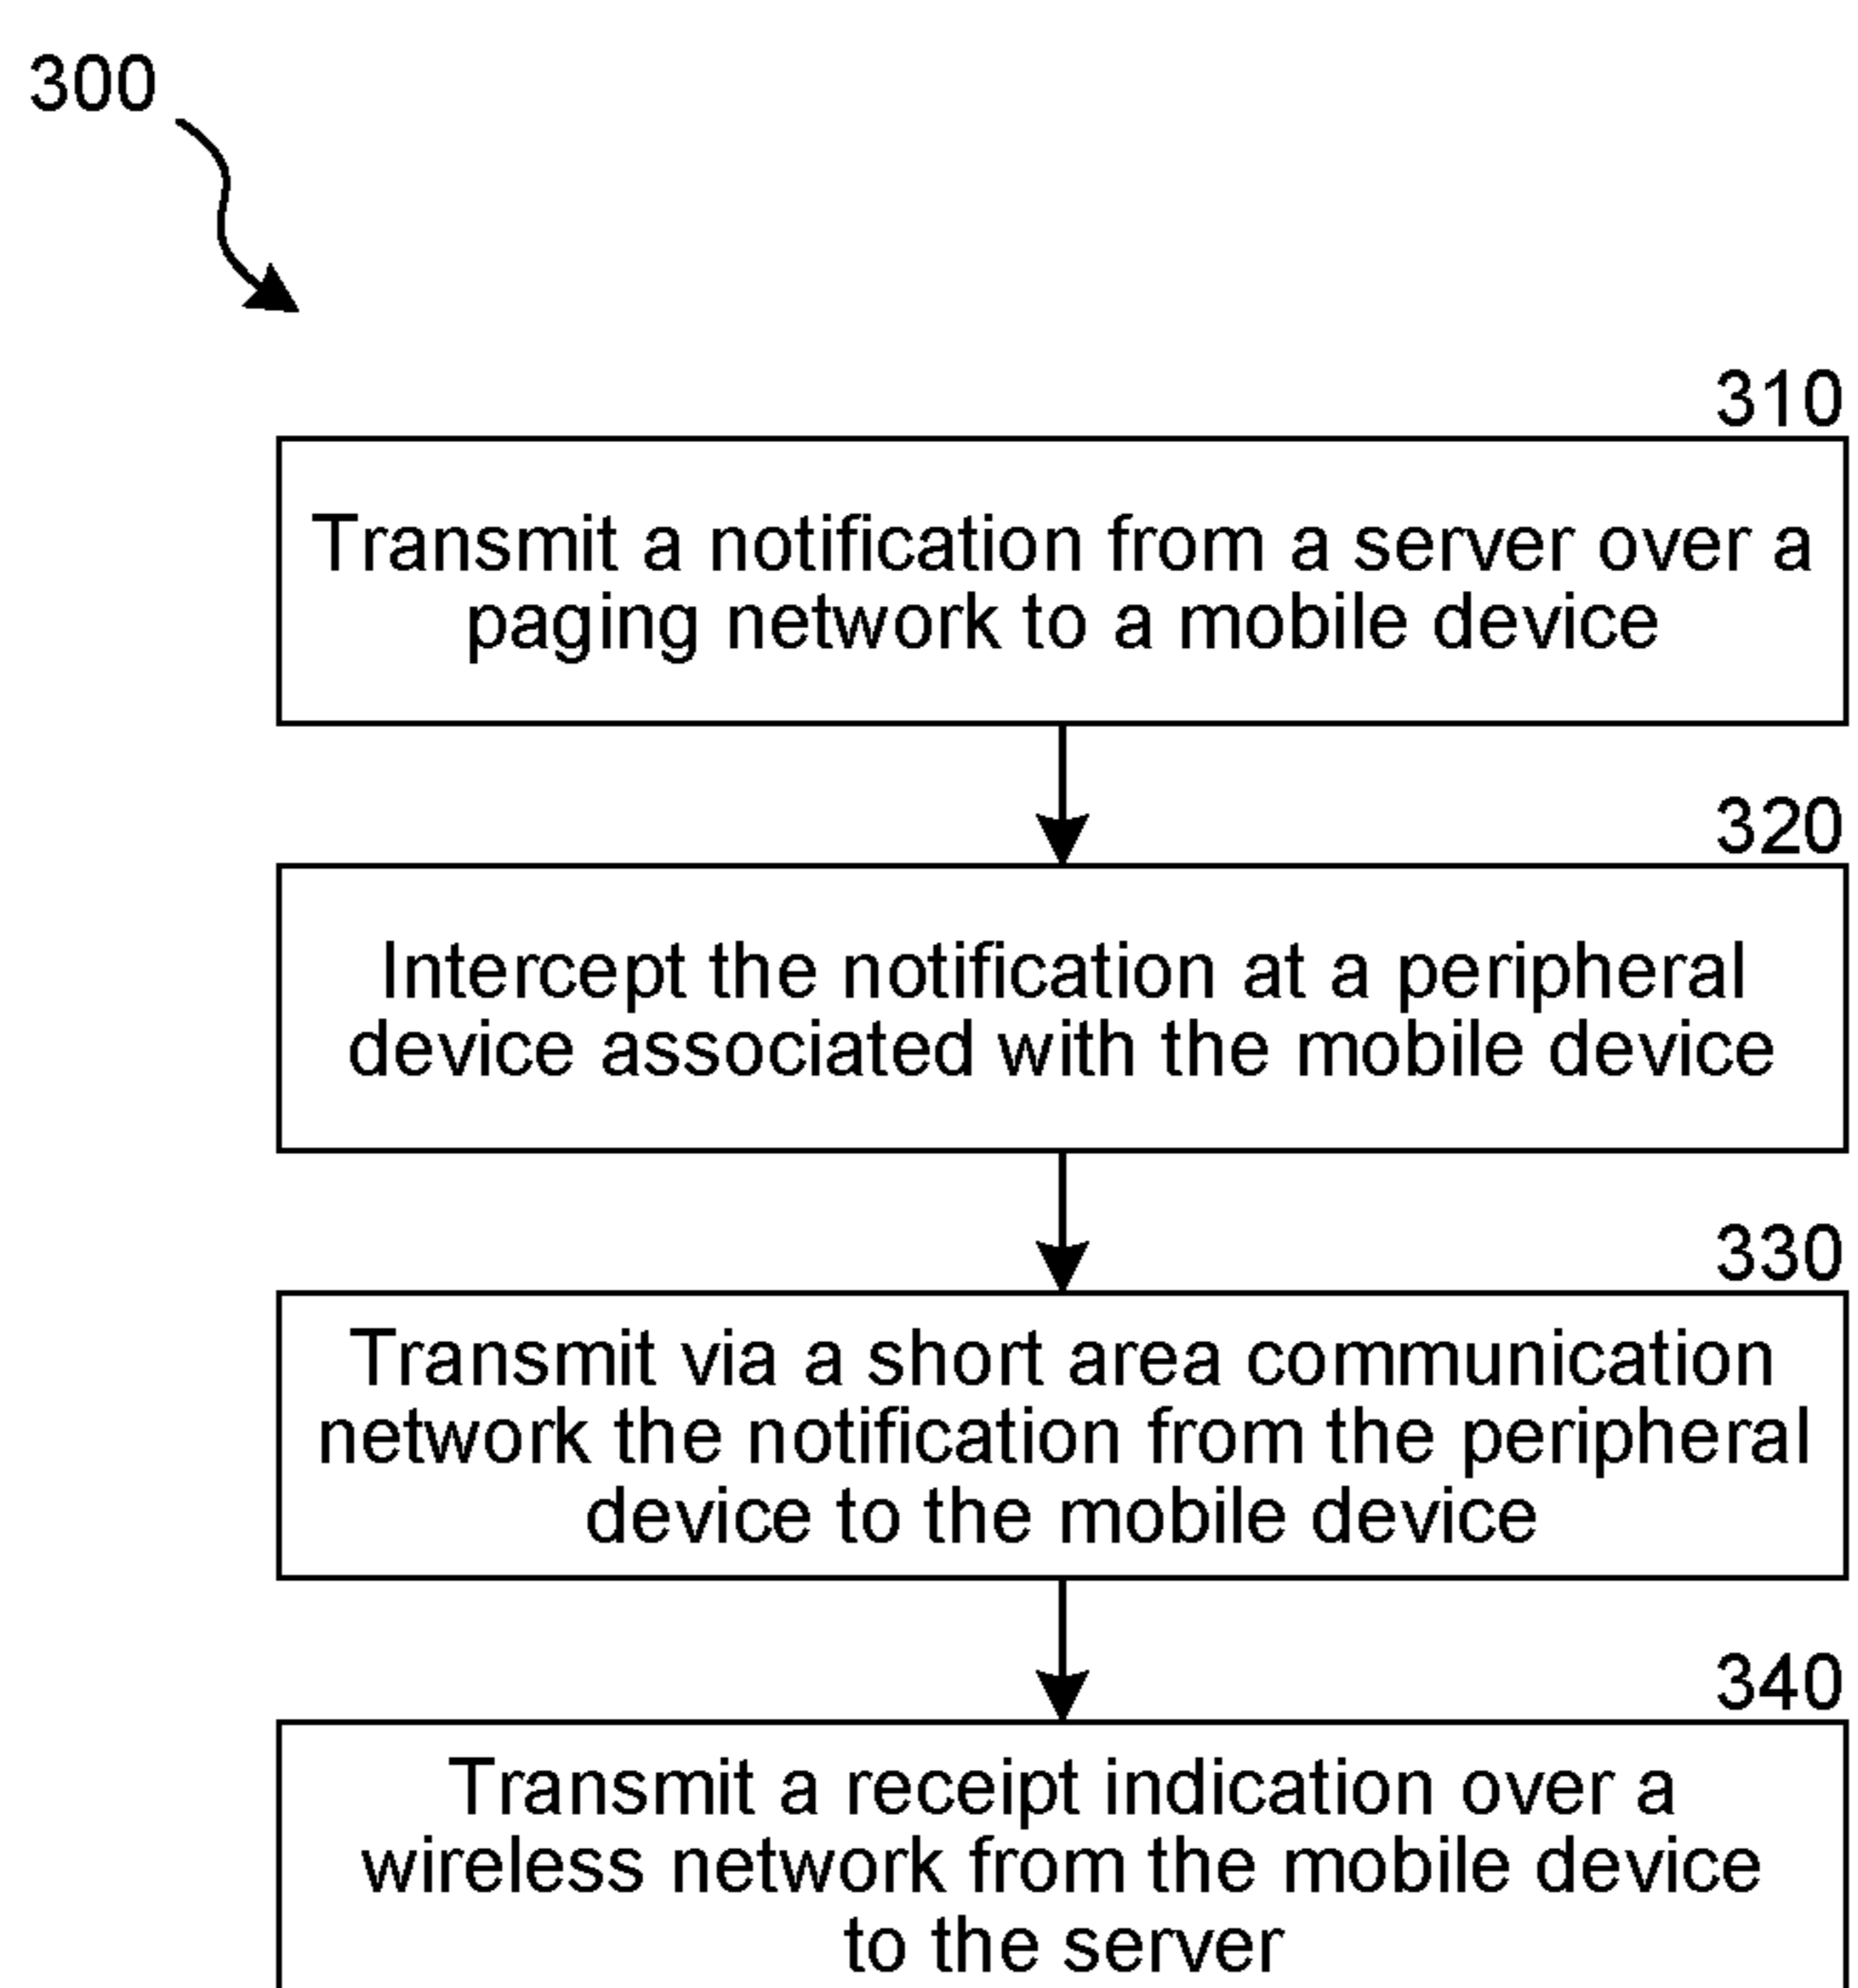 300
310
Transmit a notification from a server over a
paging network to a mobile device
320
Intercept the notification at a peripheral
device associated with the mobile device
330
Transmit via a short area communication
network the notification from the peripheral
device to the mobile device
340
Transmit a receipt indication over a
wireless network from the mobile device
to the server